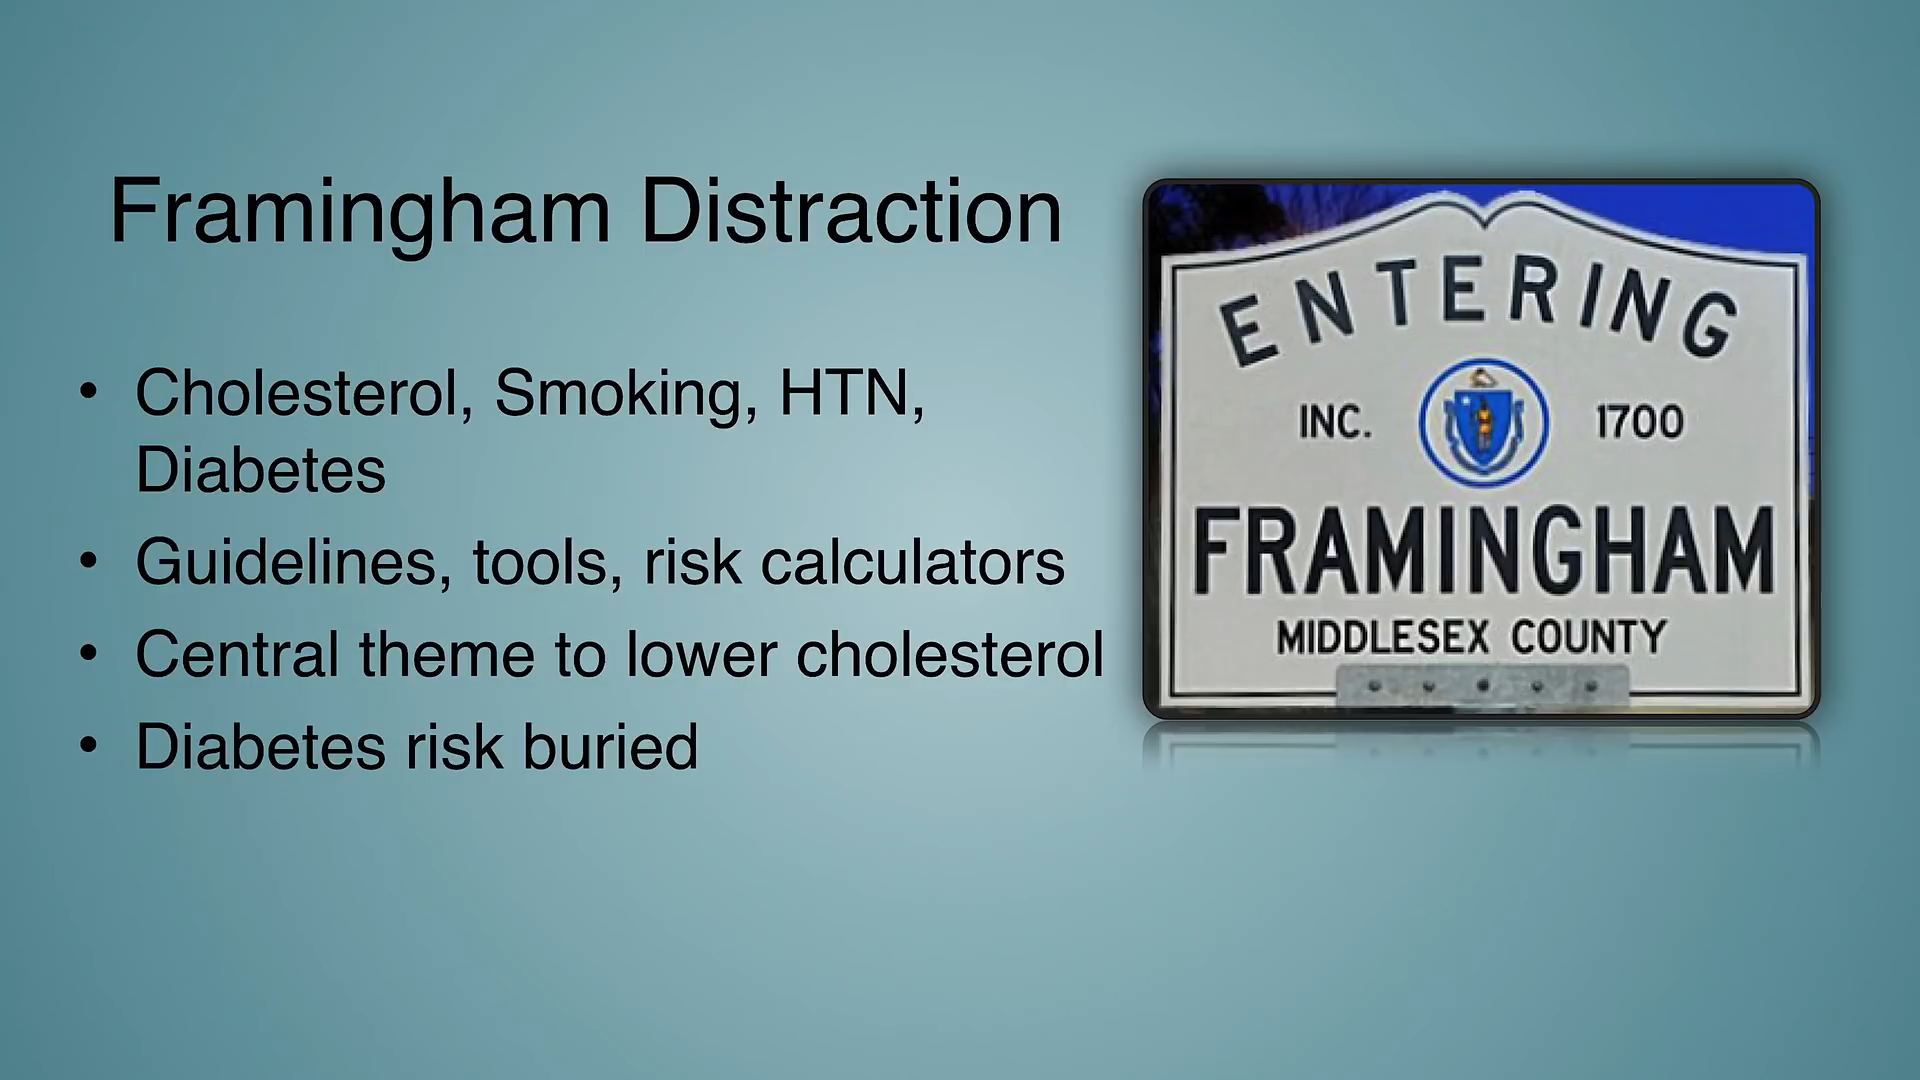 Framingham Distraction
• Cholesterol, Smoking, HTN,
Diabetes
• Guidelines, tools, risk calculators
• Central theme to lower cholesterol
• Diabetes risk buried
ENTERING
INC. 1700
FRAMINGHAM
MIDDLESEX COUNTY